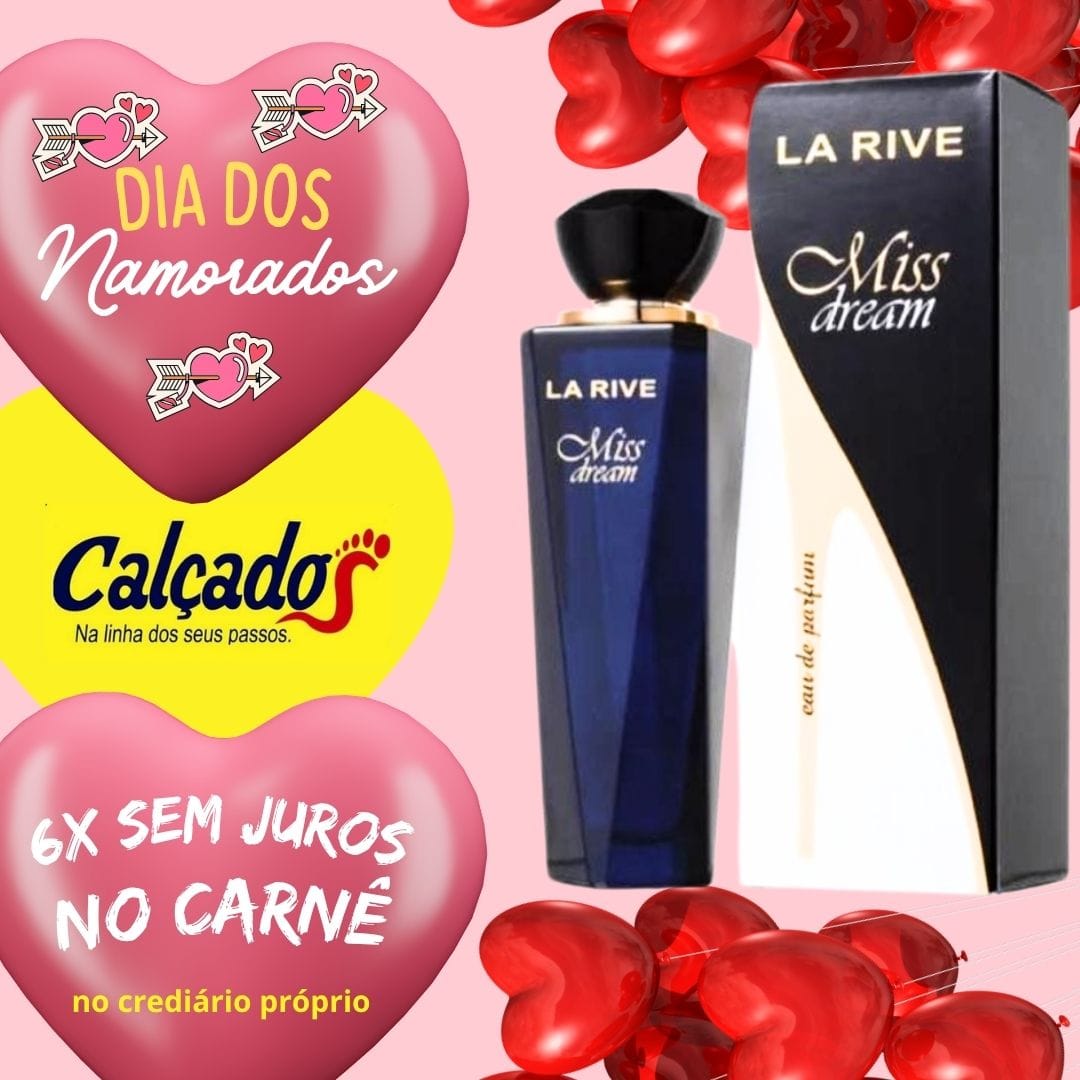 DIA DOS
Namorados
Calçados
Na linha dos seus passos.
6X SEM JUROS
NO CARNÊ
no crediário próprio
LA RIVE
Miss
dream
LA RIVE
Miss
dream
eau de parfum